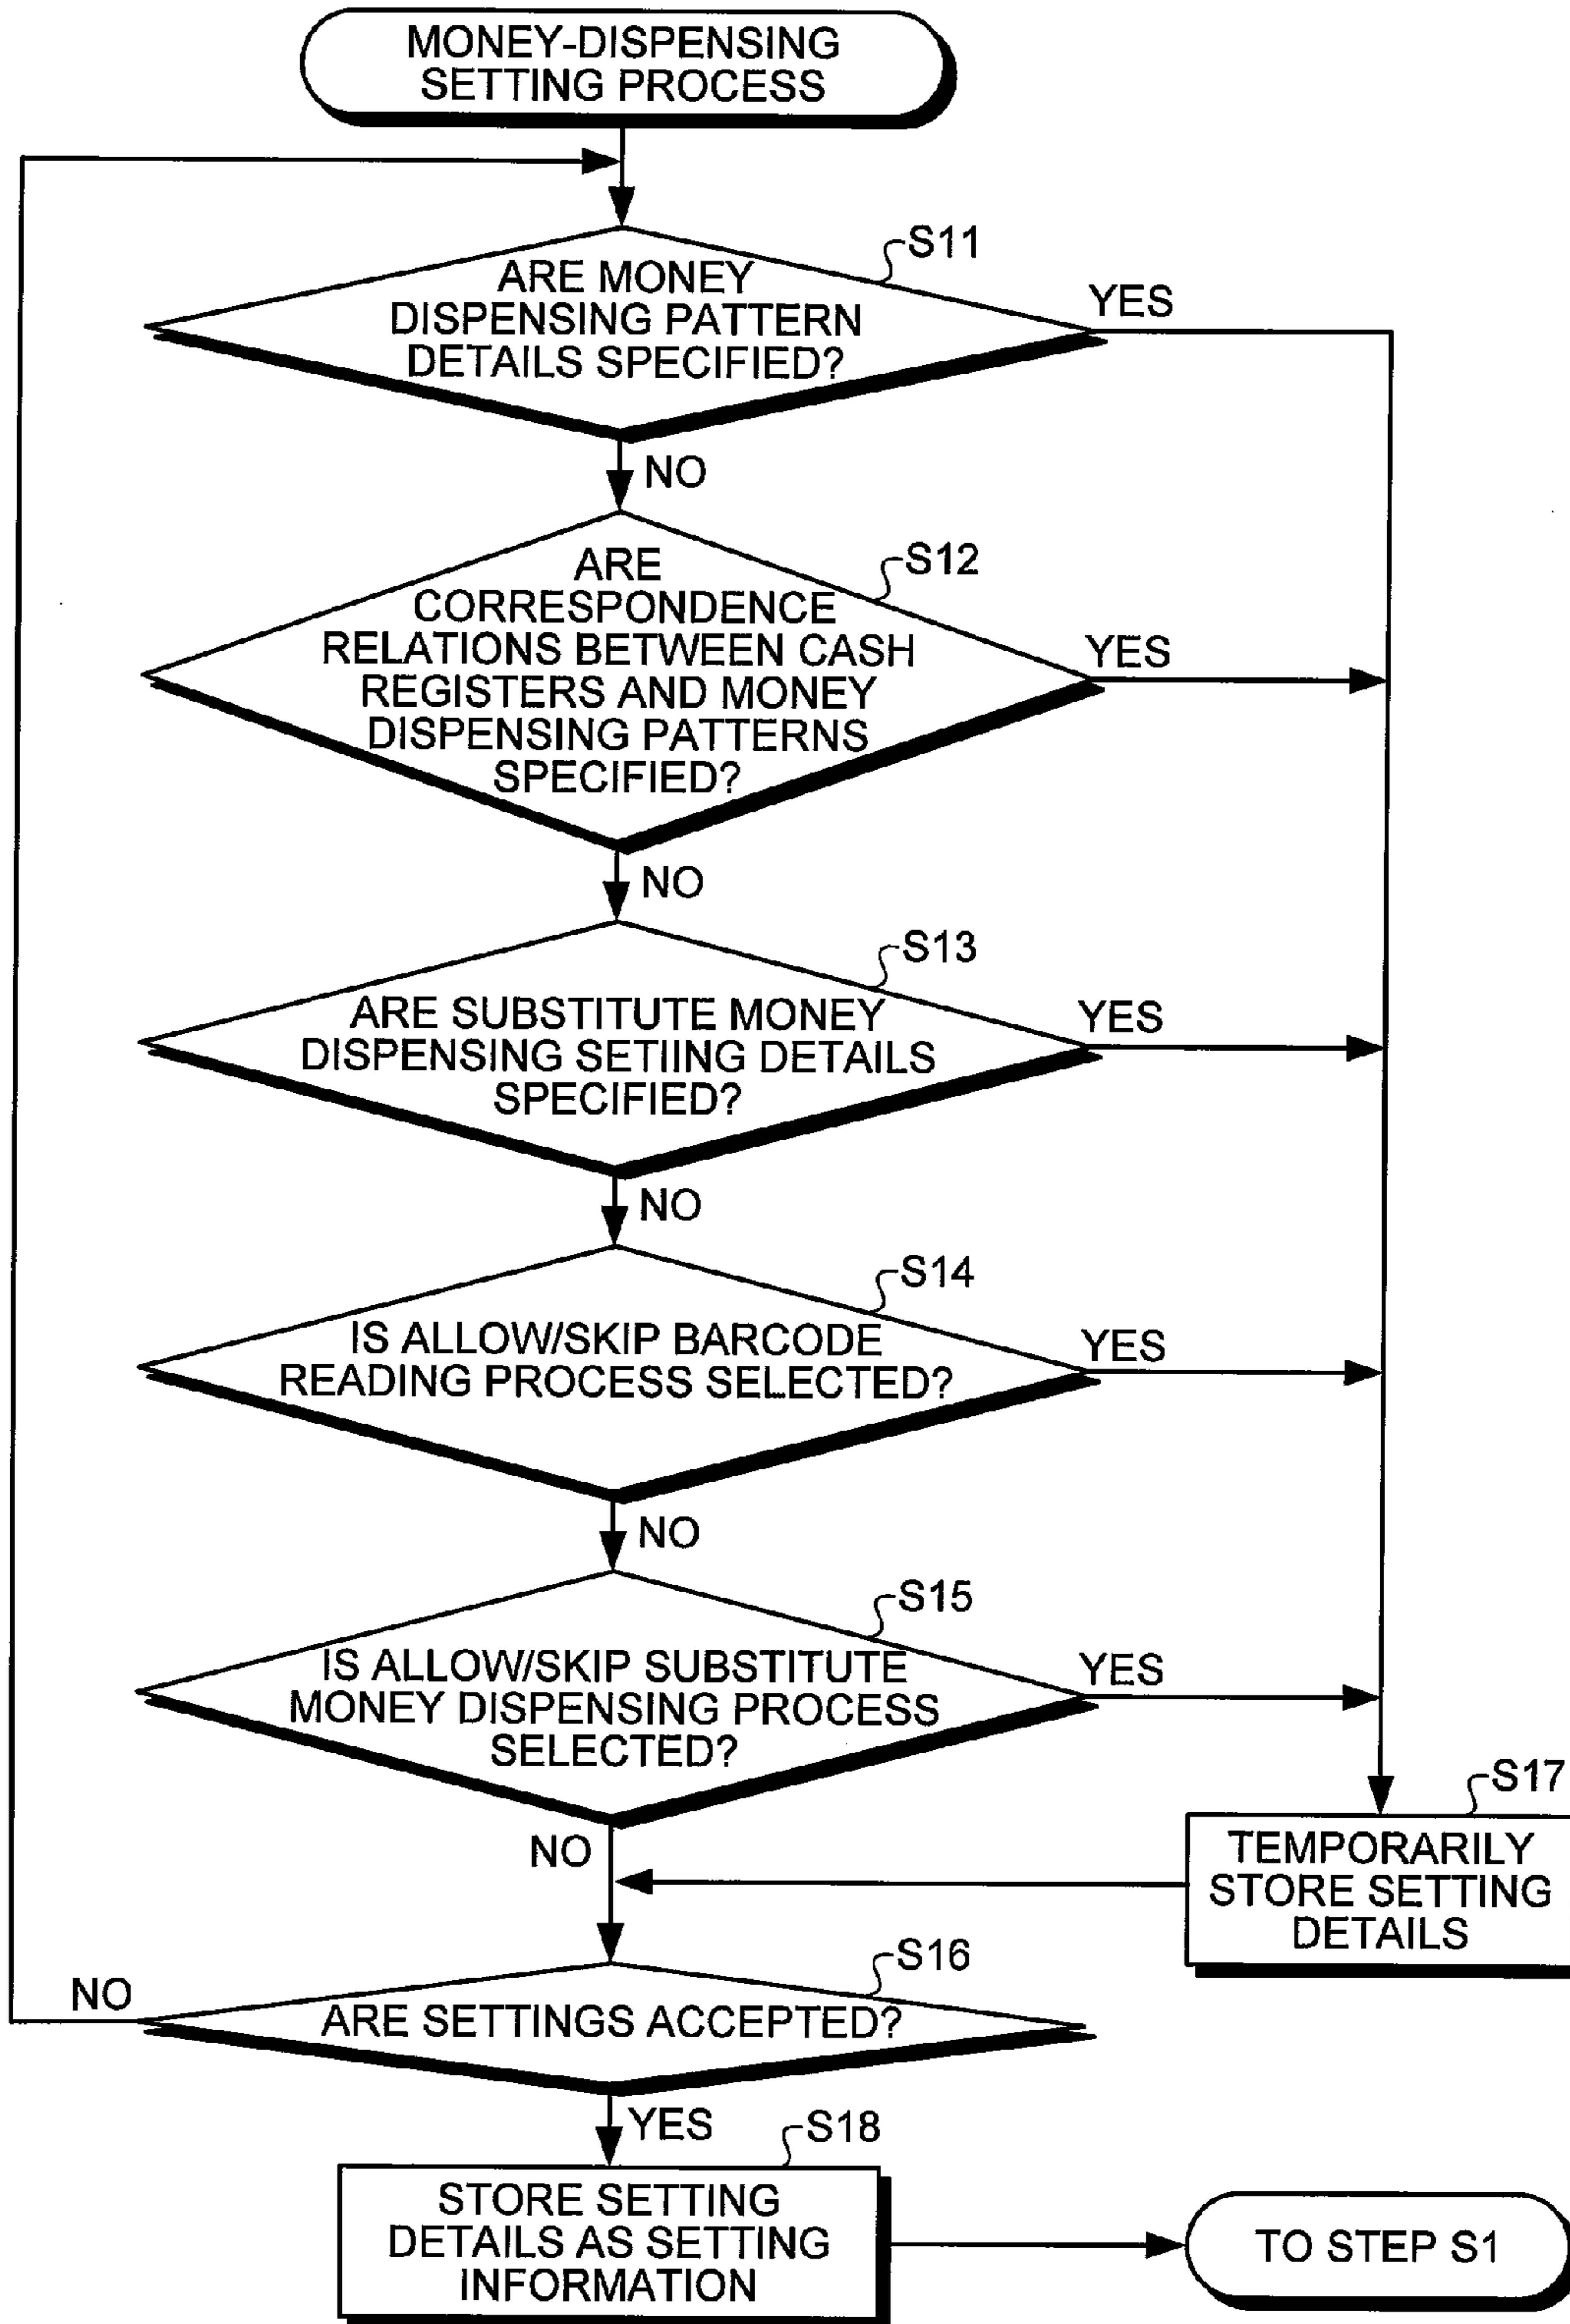 MONEY-DISPENSING
SETTING PROCESS
S11
ARE MONEY
DISPENSING PATTERN
DETAILS SPECIFIED?
YES
NO
S12
ARE
CORRESPONDENCE
RELATIONS BETWEEN CASH
REGISTERS AND MONEY
DISPENSING PATTERNS
SPECIFIED?
YES
NO
S13
ARE SUBSTITUTE MONEY
DISPENSING SETIING DETAILS
SPECIFIED?
YES
NO
S14
IS ALLOW/SKIP BARCODE
READING PROCESS SELECTED?
YES
NO
S15
IS ALLOW/SKIP SUBSTITUTE
MONEY DISPENSING PROCESS
SELECTED?
YES
NO
S17
TEMPORARILY
STORE SETTING
DETAILS
S16
ARE SETTINGS ACCEPTED?
NO
YES
S18
STORE SETTING
DETAILS AS SETTING
INFORMATION
TO STEP S1